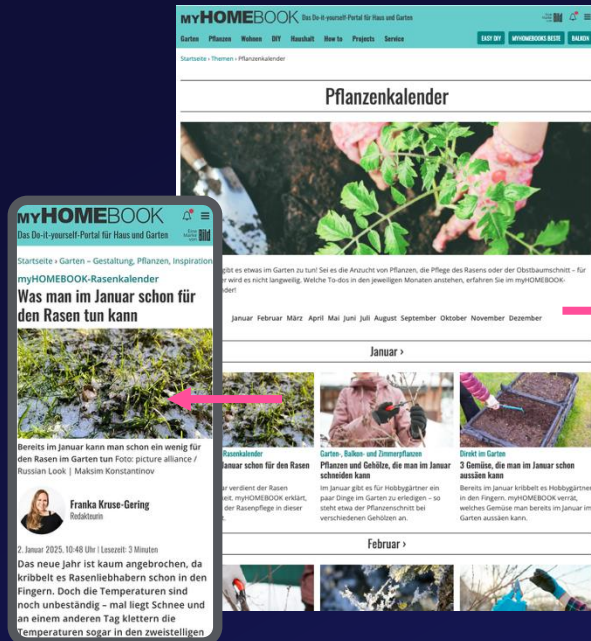 MYHOMEBOOK Das Do-it-yourself-Portal für Haus und Garten
Garten Pflanzen Wohnen DIY Haushalt How to Projects Service EASY DIY MYHOMEBOOKS BESTE BALKON
Startseite › Themen › Pflanzenkalender
Pflanzenkalender
gibt es etwas im Garten zu tun! Sei es die Anzucht von Pflanzen, die Pflege des Rasens oder der Obstbaumschnitt – für
er wird es nicht langweilig. Welche To-dos in den jeweiligen Monaten anstehen, erfahren Sie im myHOMEBOOK-
nder!
Januar Februar März April Mai Juni Juli August September Oktober November Dezember
Januar ›
Rasenkalender
Januar schon für den Rasen
ar verdient der Rasen
eit. myHOMEBOOK erklärt,
der Rasenpflege in dieser
t.
Garten-, Balkon- und Zimmerpflanzen
Pflanzen und Gehölze, die man im Januar
schneiden kann
Im Januar gibt es für Hobbygärtner ein
paar Dinge im Garten zu erledigen – so
steht etwa der Pflanzenschnitt bei
verschiedenen Gehölzen an.
Direkt im Garten
3 Gemüse, die man im Januar schon
aussäen kann
Bereits im Januar kribbelt es Hobbygärtner
in den Fingern. myHOMEBOOK verrät,
welches Gemüse man bereits im Januar im
Garten aussäen kann.
Februar ›
MYHOMEBOOK
Das Do-it-yourself-Portal für Haus und Garten
Eine Marke von Bild
Startseite › Garten – Gestaltung, Pflanzen, Inspiration
myHOMEBOOK-Rasenkalender
Was man im Januar schon für
den Rasen tun kann
Bereits im Januar kann man schon ein wenig für
den Rasen im Garten tun Foto: picture alliance /
Russian Look | Maksim Konstantinov
Franka Kruse-Gering
Redakteurin
2. Januar 2025, 10:48 Uhr | Lesezeit: 3 Minuten
Das neue Jahr ist kaum angebrochen, da
kribbelt es Rasenliebhabern schon in den
Fingern. Doch die Temperaturen sind
noch unbeständig – mal liegt Schnee und
an einem anderen Tag klettern die
Temperaturen sogar in den zweistelligen